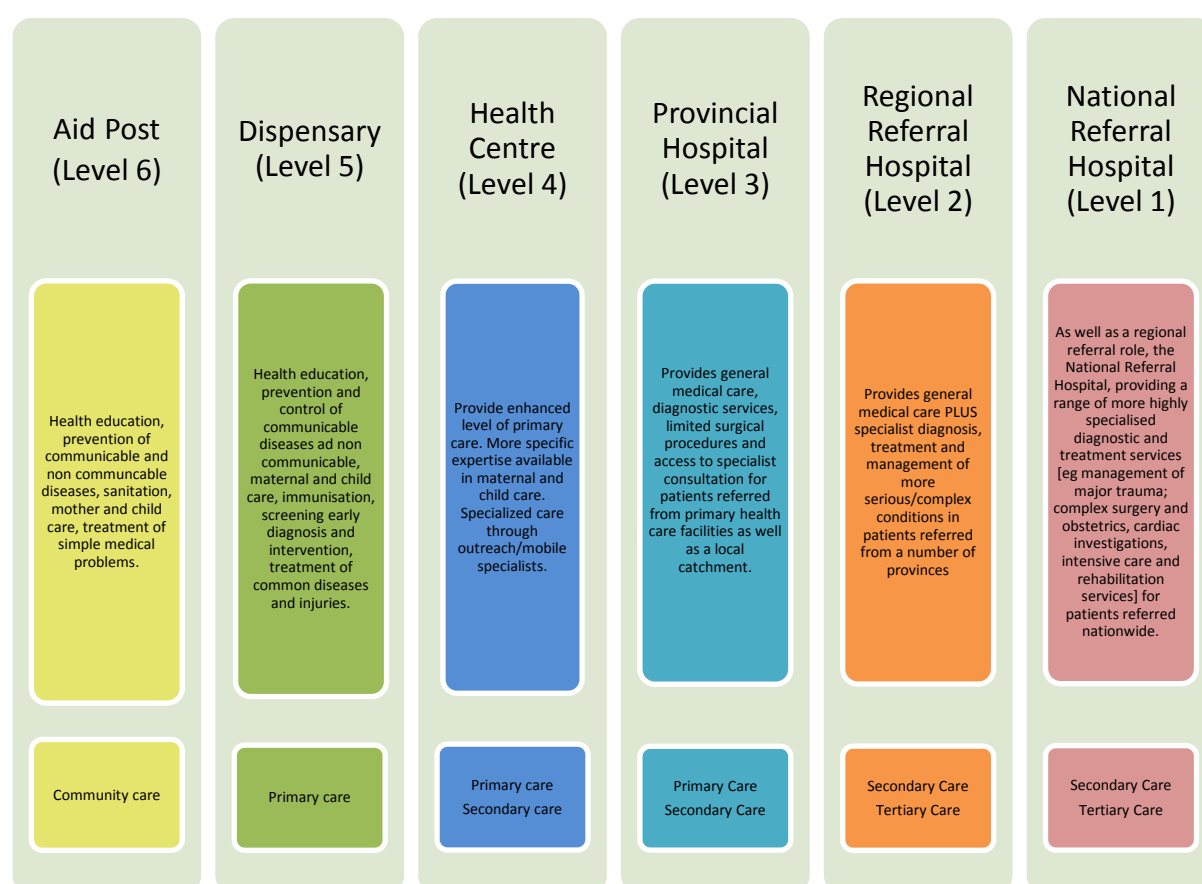 Aid Post
(Level 6)
Health education,
prevention of
communicable and
non communcable
diseases, sanitation,
mother and child
care, treatment of
simple medical
problems.
Community care
Dispensary
(Level 5)
Health education,
prevention and
control of
communicable
diseases ad non
communicable,
maternal and child
care, immunisation,
screening early
diagnosis and
intervention,
treatment of
common diseases
and injuries.
Primary care
Health
Centre
(Level 4)
Provide enhanced
level of primary
care. More specific
expertise available
in maternal and
child care.
Specialized care
through
outreach/mobile
specialists.
Primary care
Secondary care
Provincial
Hospital
(Level 3)
Provides general
medical care,
diagnostic services,
limited surgical
procedures and
access to specialist
consultation for
patients referred
from primary health
care facilities as well
as a local
catchment.
Primary Care
Secondary Care
Regional
Referral
Hospital
(Level 2)
Provides general
medical care PLUS
specialist diagnosis,
treatment and
management of
more
serious/complex
conditions in
patients referred
from a number of
provinces
Secondary Care
Tertiary Care
National
Referral
Hospital
(Level 1)
As well as a regional
referral role, the
National Referral
Hospital, providing a
range of more highly
specialised
diagnostic and
treatment services
[eg management of
major trauma;
complex surgery and
obstetrics, cardiac
investigations,
intensive care and
rehabilitation
services] for
patients referred
nationwide.
Secondary Care
Tertiary Care